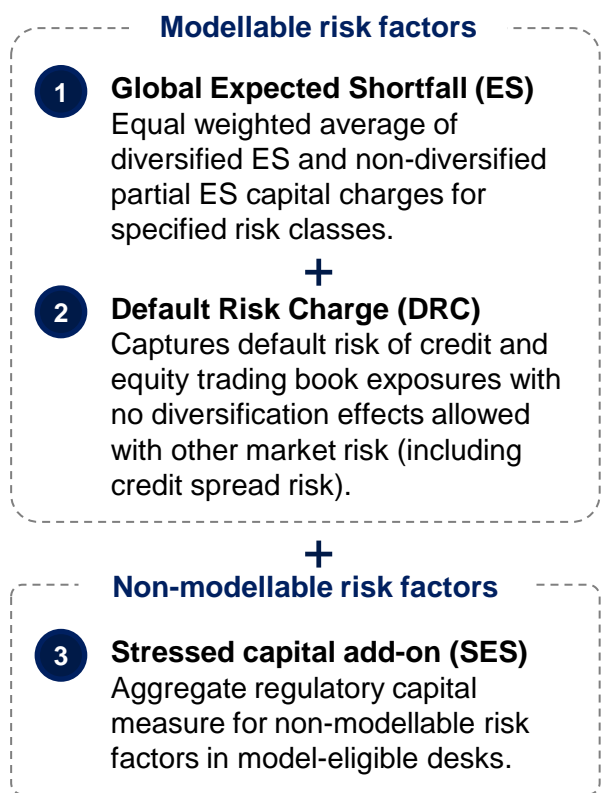 Modellable risk factors
1 Global Expected Shortfall (ES)
Equal weighted average of
diversified ES and non-diversified
partial ES capital charges for
specified risk classes.
+
2 Default Risk Charge (DRC)
Captures default risk of credit and
equity trading book exposures with
no diversification effects allowed
with other market risk (including
credit spread risk).
+
Non-modellable risk factors
3 Stressed capital add-on (SES)
Aggregate regulatory capital
measure for non-modellable risk
factors in model-eligible desks.